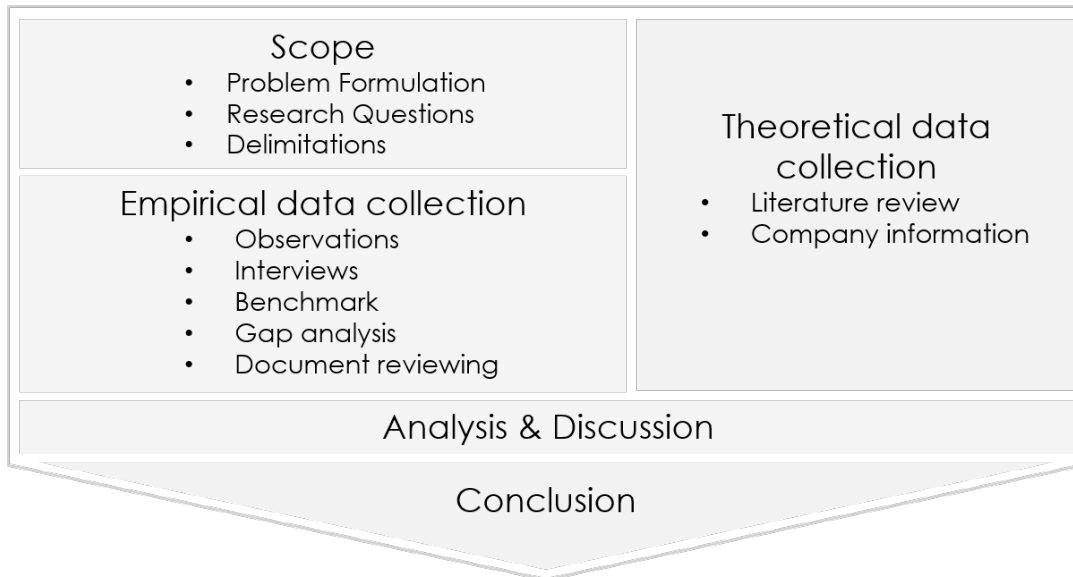 Scope
• Problem Formulation
• Research Questions
• Delimitations
Empirical data collection
• Observations
• Interviews
• Benchmark
• Gap analysis
• Document reviewing
Theoretical data
collection
• Literature review
• Company information
Analysis & Discussion
Conclusion